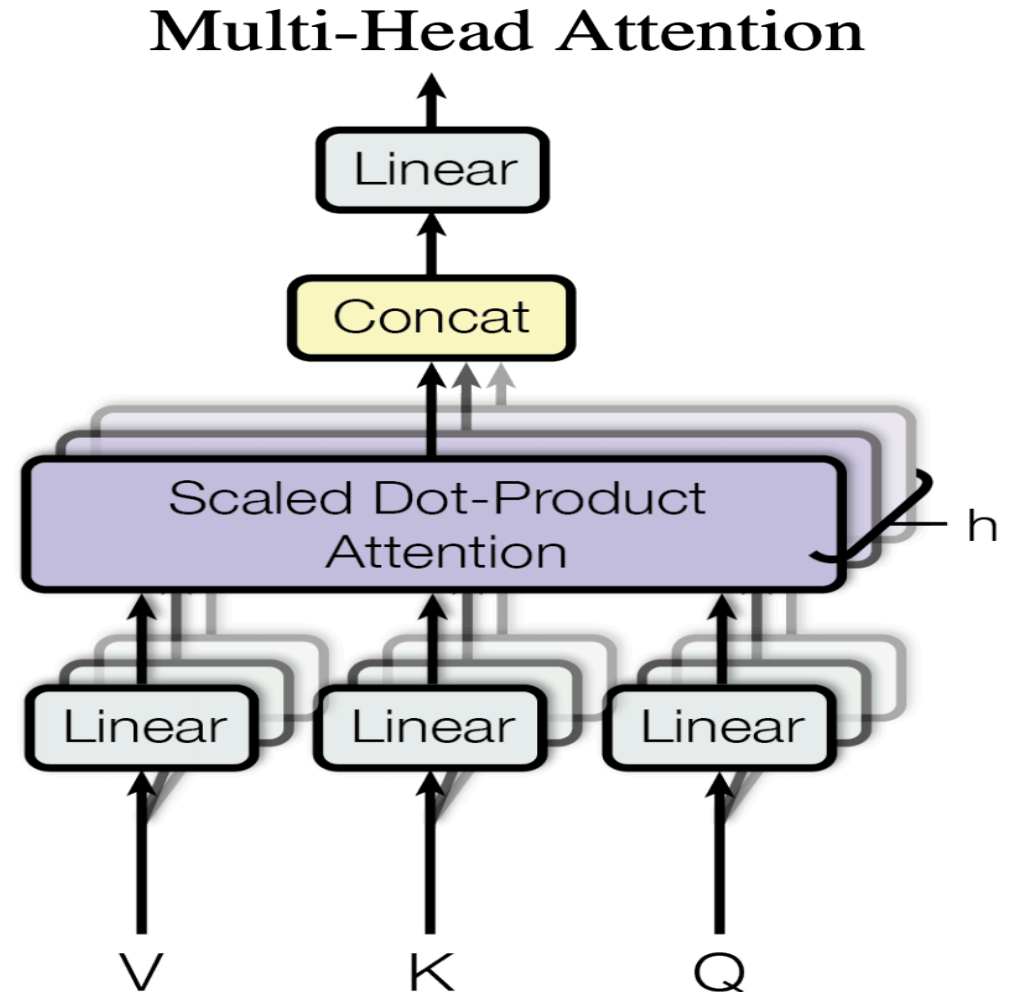 Multi-Head Attention
Linear
Concat
Scaled Dot-Product
Attention
h
Linear
Linear
Linear
V
K
Q